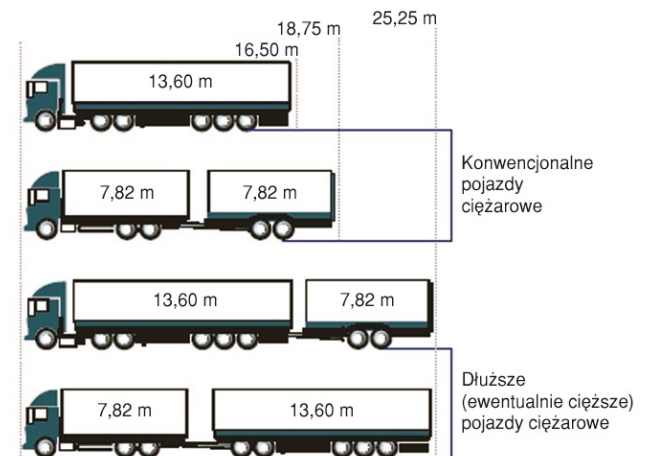 25,25 m
18,75 m
16,50 m
13,60 m
7,82 m 7,82 m
Konwencjonalne
pojazdy
ciężarowe
13,60 m 7,82 m
7,82 m 13,60 m
Dłuższe
(ewentualnie cięższe)
pojazdy ciężarowe